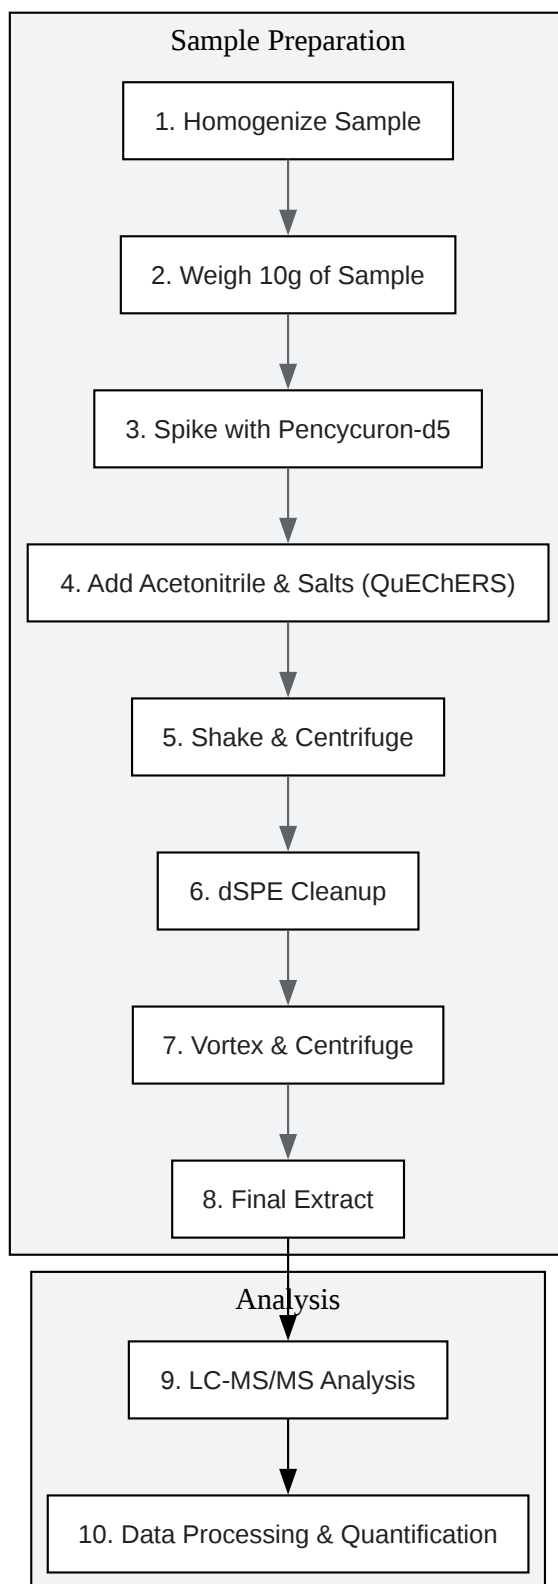 Sample Preparation
1. Homogenize Sample
2. Weigh 10g of Sample
3. Spike with Pencycuron-d5
4. Add Acetonitrile & Salts (QuEChERS)
5. Shake & Centrifuge
6. dSPE Cleanup
7. Vortex & Centrifuge
8. Final Extract
Analysis
9. LC-MS/MS Analysis
10. Data Processing & Quantification